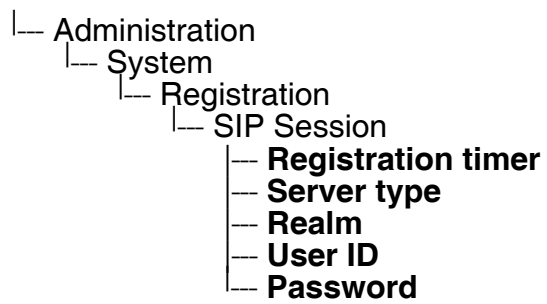 Administration
System
Registration
SIP Session
Registration timer
Server type
Realm
User ID
Password